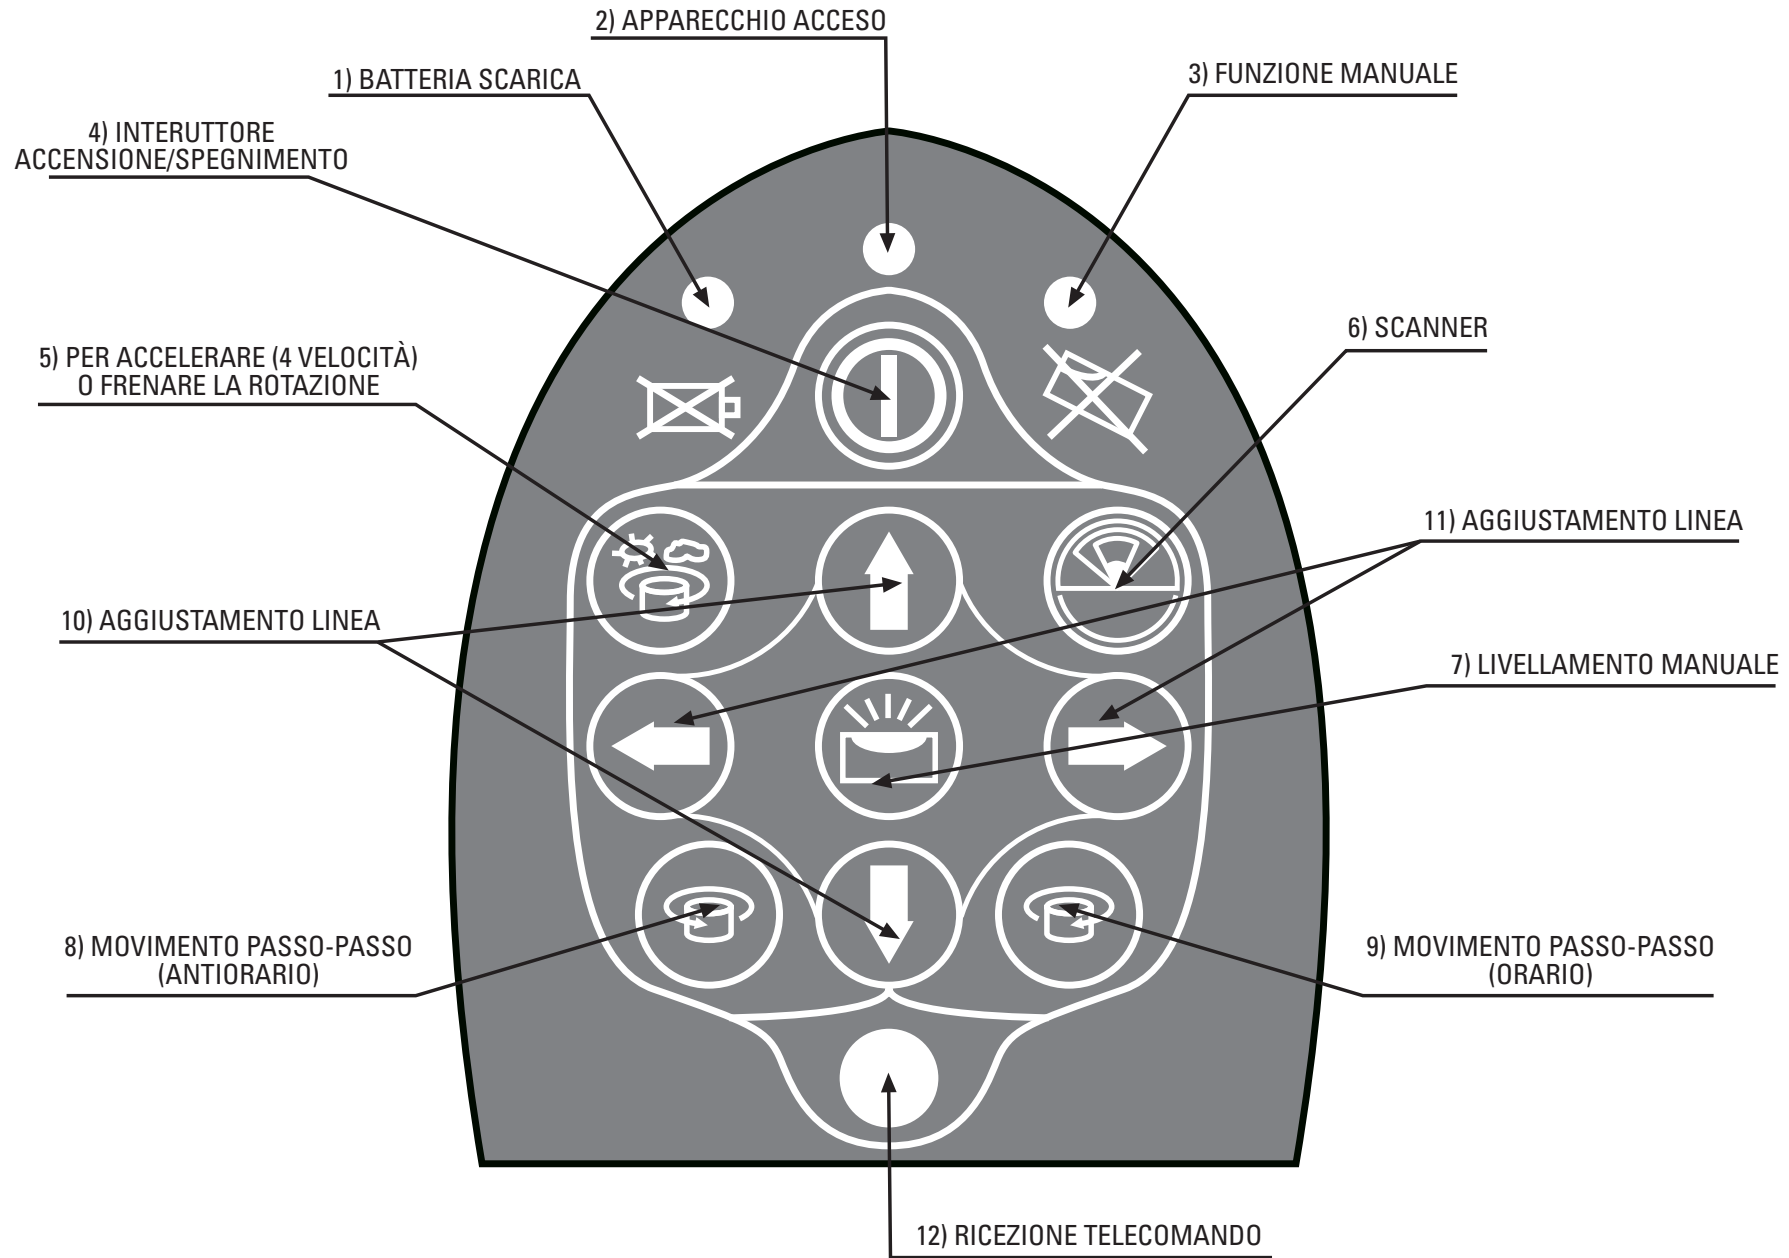 2) APPARECCHIO ACCESO
1) BATTERIA SCARICA
3) FUNZIONE MANUALE
4) INTERUTTORE
ACCENSIONE/SPEGNIMENTO
6) SCANNER
5) PER ACCELERARE (4 VELOCITÀ)
O FRENARE LA ROTAZIONE
11) AGGIUSTAMENTO LINEA
10) AGGIUSTAMENTO LINEA
7) LIVELLAMENTO MANUALE
8) MOVIMENTO PASSO-PASSO
(ANTIORARIO)
9) MOVIMENTO PASSO-PASSO
(ORARIO)
12) RICEZIONE TELECOMANDO